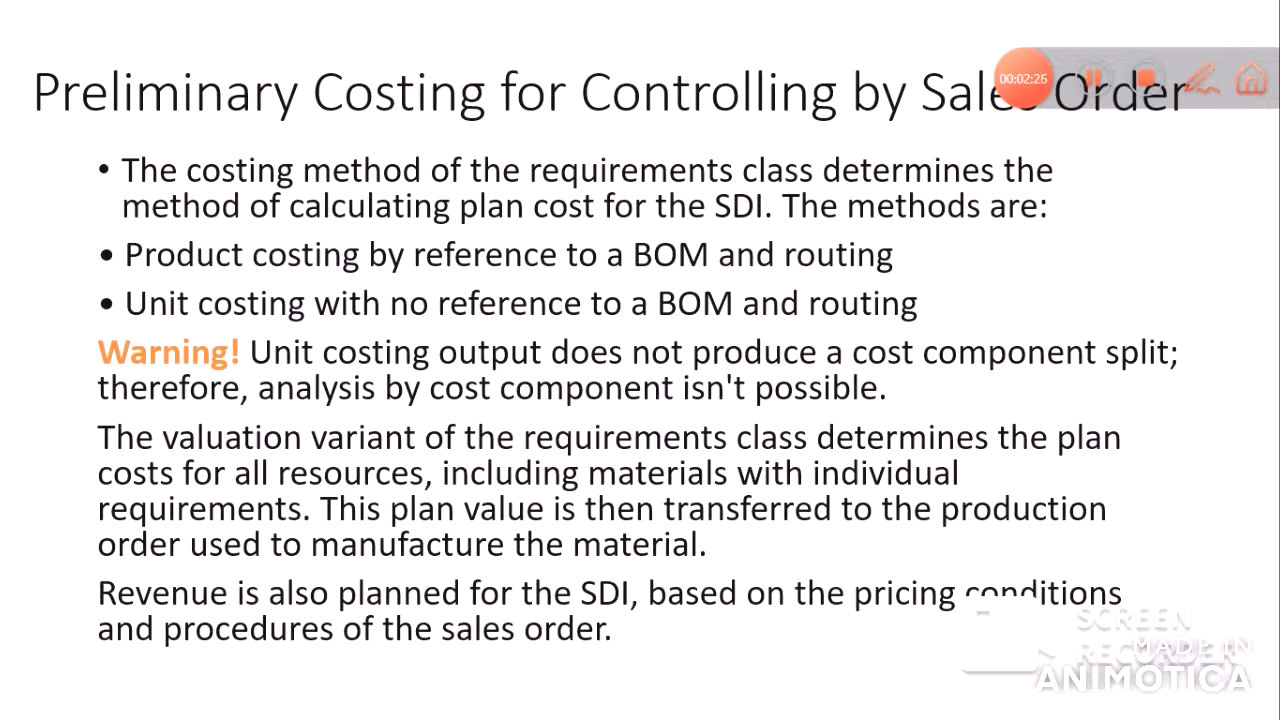 Preliminary Costing for Controlling by Sales Order
00:02:26
• The costing method of the requirements class determines the
method of calculating plan cost for the SDI. The methods are:
• Product costing by reference to a BOM and routing
• Unit costing with no reference to a BOM and routing
Warning! Unit costing output does not produce a cost component split;
therefore, analysis by cost component isn't possible.
The valuation variant of the requirements class determines the plan
costs for all resources, including materials with individual
requirements. This plan value is then transferred to the production
order used to manufacture the material.
Revenue is also planned for the SDI, based on the pricing conditions
and procedures of the sales order.
SCREEN
RECORDER
MADE IN
ANIMOTICA